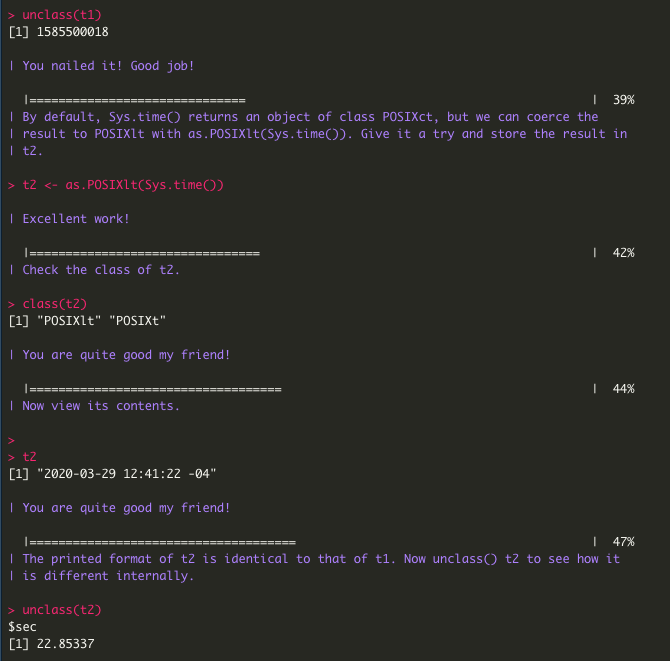 > unclass(t1)
[1] 1585500018
| You nailed it! Good job!
|============================== | 39%
| By default, Sys.time() returns an object of class POSIXct, but we can coerce the
| result to POSIXlt with as.POSIXlt(Sys.time()). Give it a try and store the result in
| t2.
> t2 <- as.POSIXlt(Sys.time())
| Excellent work!
|================================ | 42%
| Check the class of t2.
> class(t2)
[1] "POSIXlt" "POSIXt"
| You are quite good my friend!
|=================================== | 44%
| Now view its contents.
>
> t2
[1] "2020-03-29 12:41:22 -04"
| You are quite good my friend!
|===================================== | 47%
| The printed format of t2 is identical to that of t1. Now unclass() t2 to see how it
| is different internally.
> unclass(t2)
$sec
[1] 22.85337